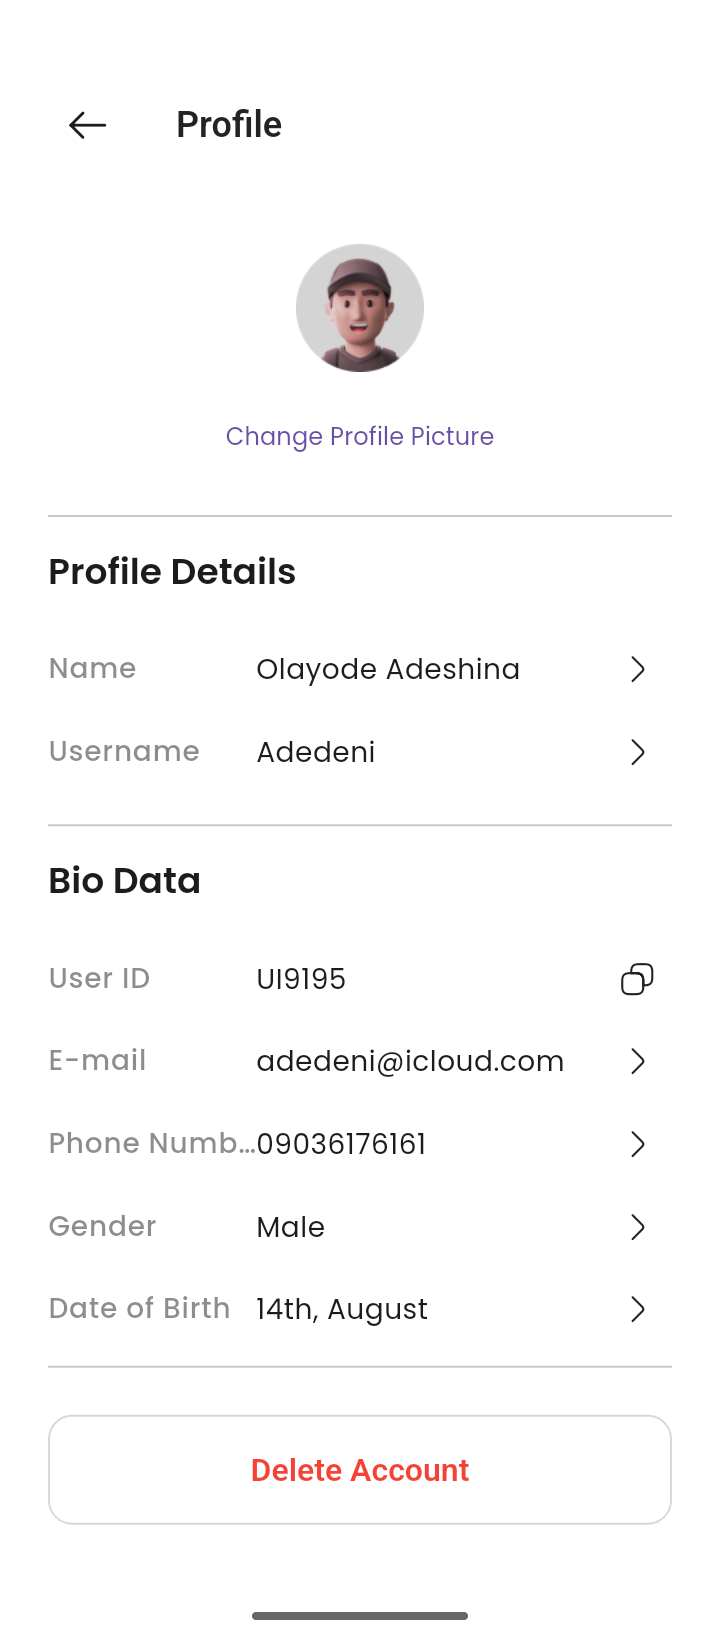 Profile
Change Profile Picture
Profile Details
Name Olayode Adeshina
Username Adedeni
Bio Data
User ID UI9195
E-mail adedeni@icloud.com
Phone Numb...09036176161
Gender Male
Date of Birth 14th, August
Delete Account